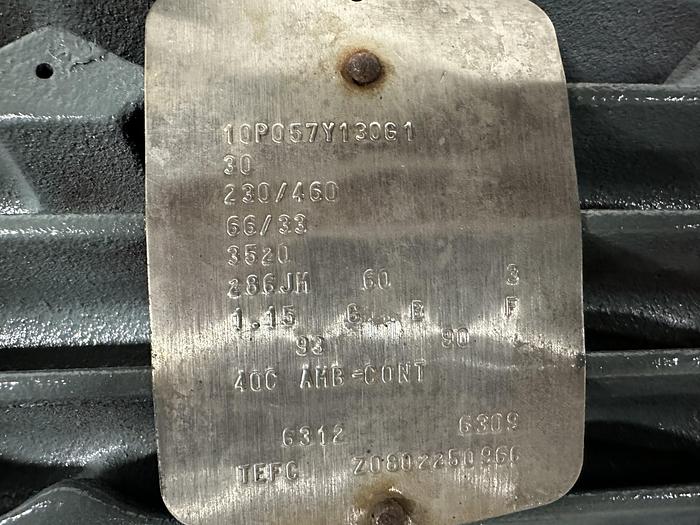 10P057Y130G1
30
230/460
66/33
3520
286JM 60 3
1.15 B F
93 90
40C AMB-CONT
6312 6309
TEFC Z0802250966